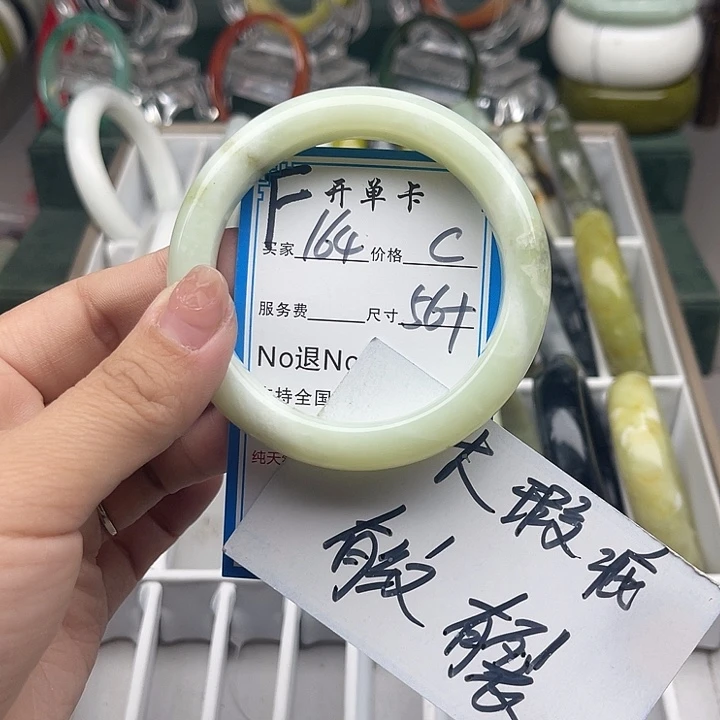 F 开单卡
买家 164 价格 C
服务费 尺寸 56+
No退No
持全国
纯天
大瑕疵
有纹
有裂